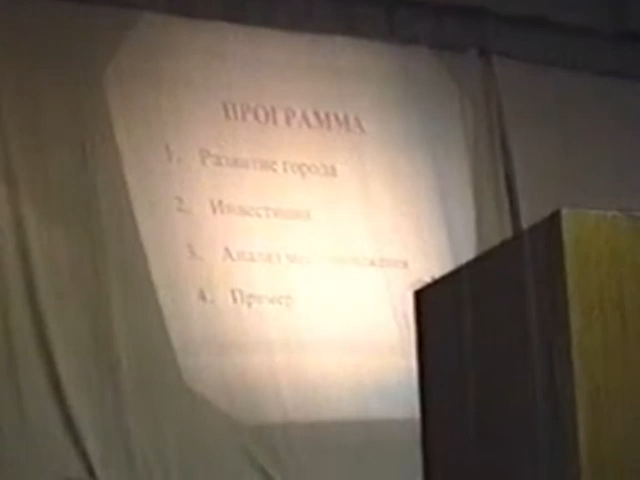 ПРОГРАММА
1. Развитие города
2. Инвестиции
3. Анализ
4. Пример